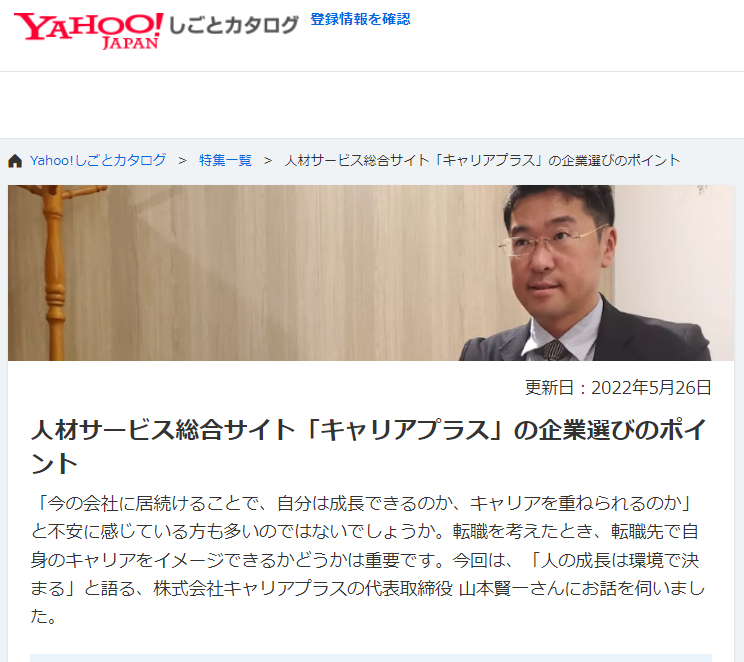 YAHOO! JAPAN しごとカタログ 登録情報を確認
Yahoo!しごとカタログ > 特集一覧 > 人材サービス総合サイト「キャリアプラス」の企業選びのポイント
更新日：2022年5月26日
人材サービス総合サイト「キャリアプラス」の企業選びのポイ
ント
「今の会社に居続けることで、自分は成長できるのか、キャリアを重ねられるのか」
と不安に感じている方も多いのではないでしょうか。転職を考えたとき、転職先で自
身のキャリアをイメージできるかどうかは重要です。今回は、「人の成長は環境で決
まる」と語る、株式会社キャリアプラスの代表取締役 山本賢一さんにお話を伺いまし
た。